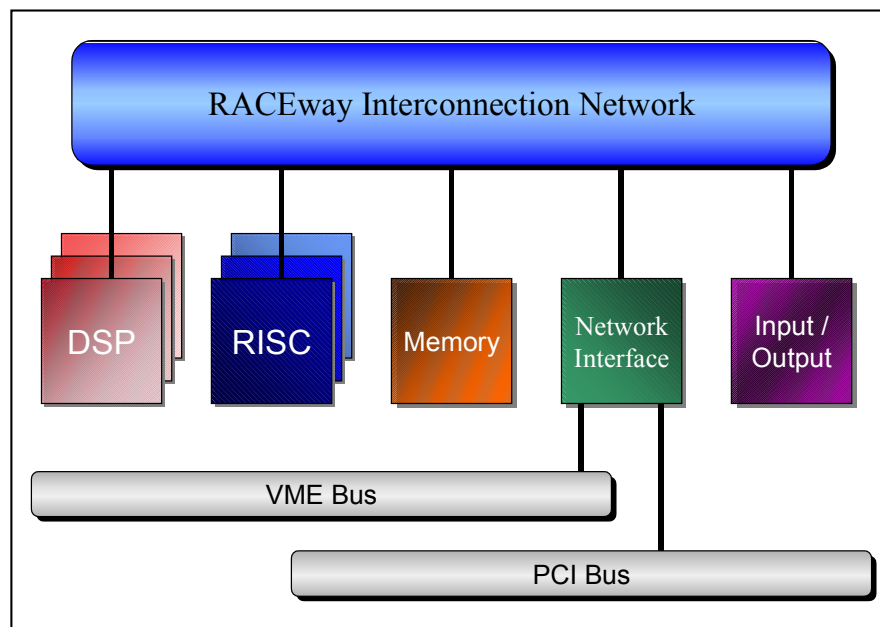 RACEway Interconnection Network
DSP
RISC
Memory
Network
Interface
Input /
Output
VME Bus
PCI Bus